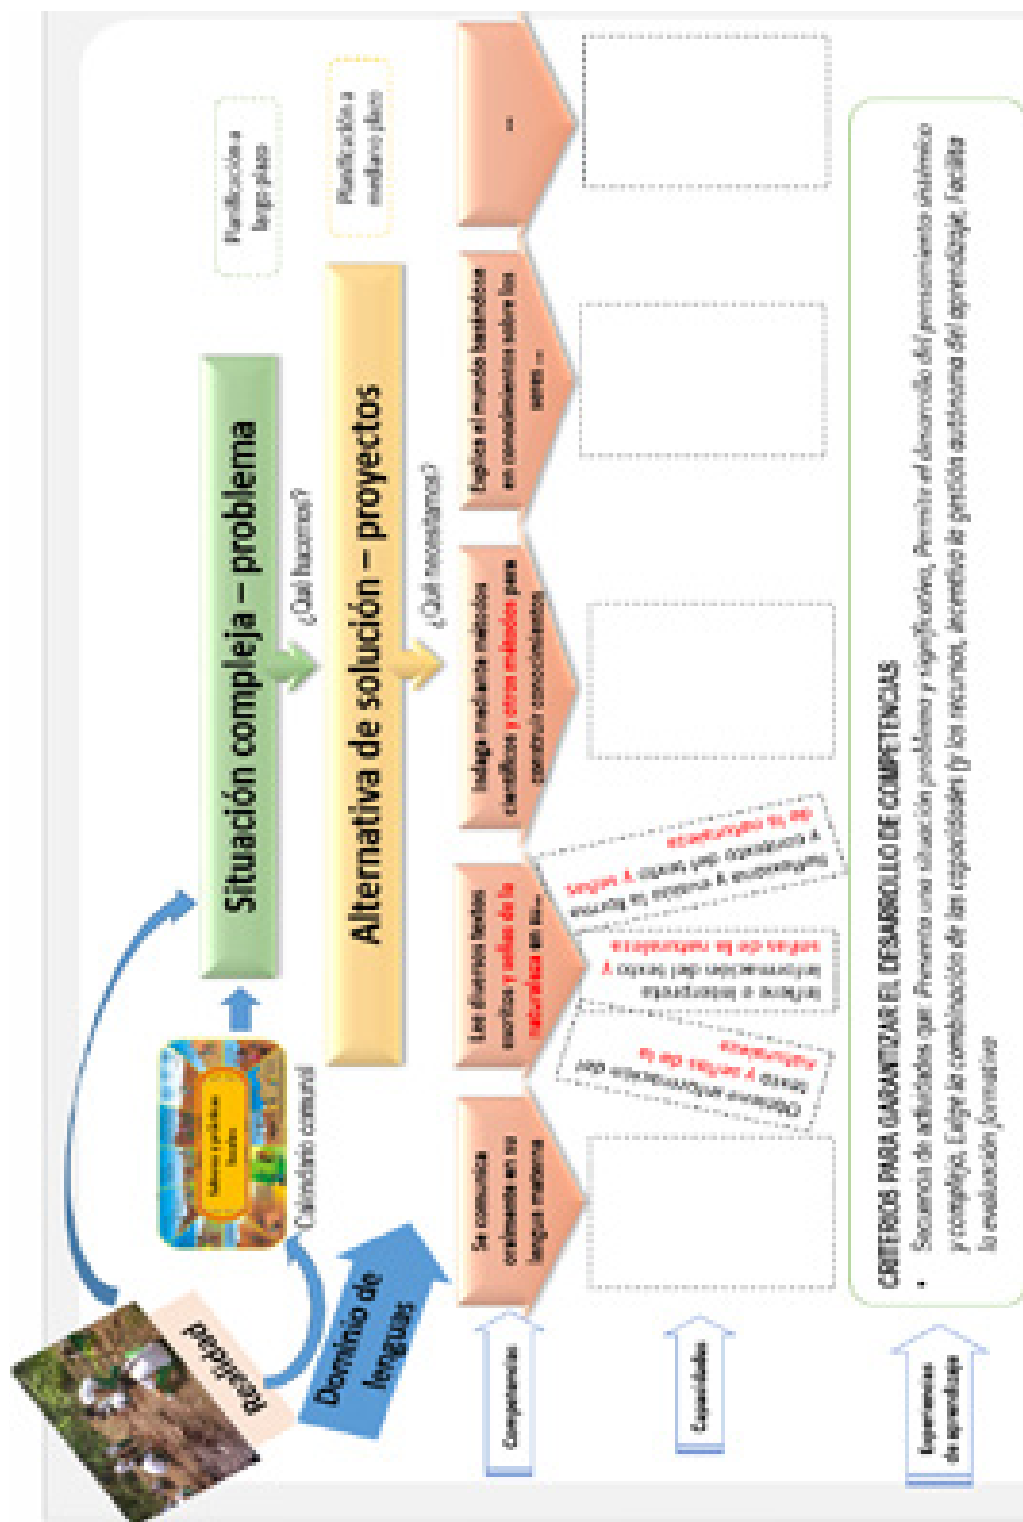 Realidad
Saberes y prácticas
locales
Calendario comunal
Dominio de
lenguas
Situación compleja – problema
¿Qué hacemos?
Planificación a
largo plazo
Alternativa de solución – proyectos
¿Qué necesitamos?
Planificación a
mediano plazo
Competencias
Se comunica
oralmente en su
lengua materna
Lee diversos textos
escritos y señas de la
naturaleza en su...
Indaga mediante métodos
científicos y otros métodos para
construir conocimientos
Explica el mundo basándose
en conocimientos sobre los
seres ...
...
Capacidades
Obtiene información del
texto y señas de la
naturaleza
Infiere e interpreta
información del texto y
señas de la naturaleza
Reflexiona y evalúa la forma
y contexto del texto y señas
de la naturaleza
Experiencias
de aprendizaje
CRITERIOS PARA GARANTIZAR EL DESARROLLO DE COMPETENCIAS
• Secuencia de actividades que: Presenta una situación problema y significativa, Permite el desarrollo del pensamiento sistémico
y complejo, Exige la combinación de las capacidades (y los recursos, incentiva la gestión autónoma del aprendizaje, Facilita
la evaluación formativa